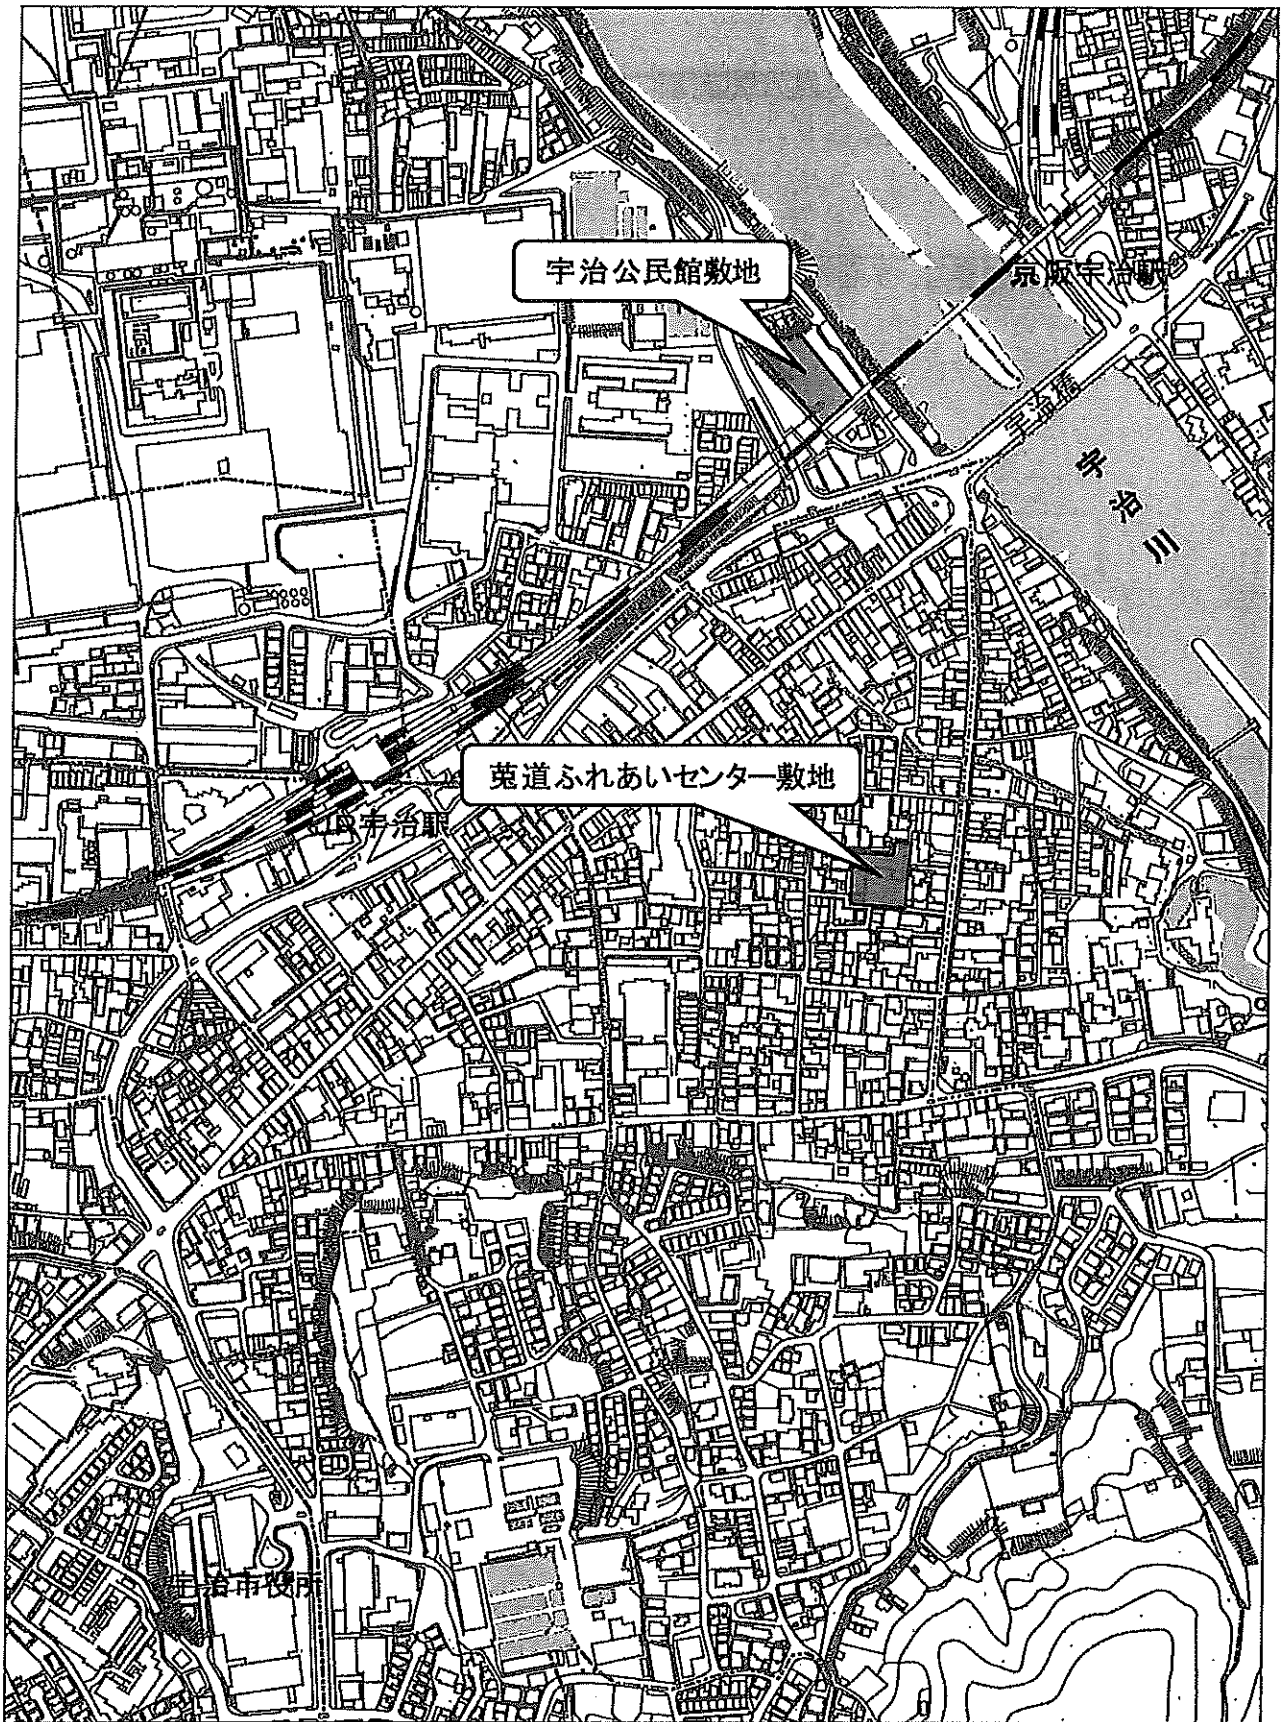 宇治公民館敷地
京阪宇治駅
宇治橋
宇治川
菟道ふれあいセンター敷地
JR宇治駅
宇治市役所